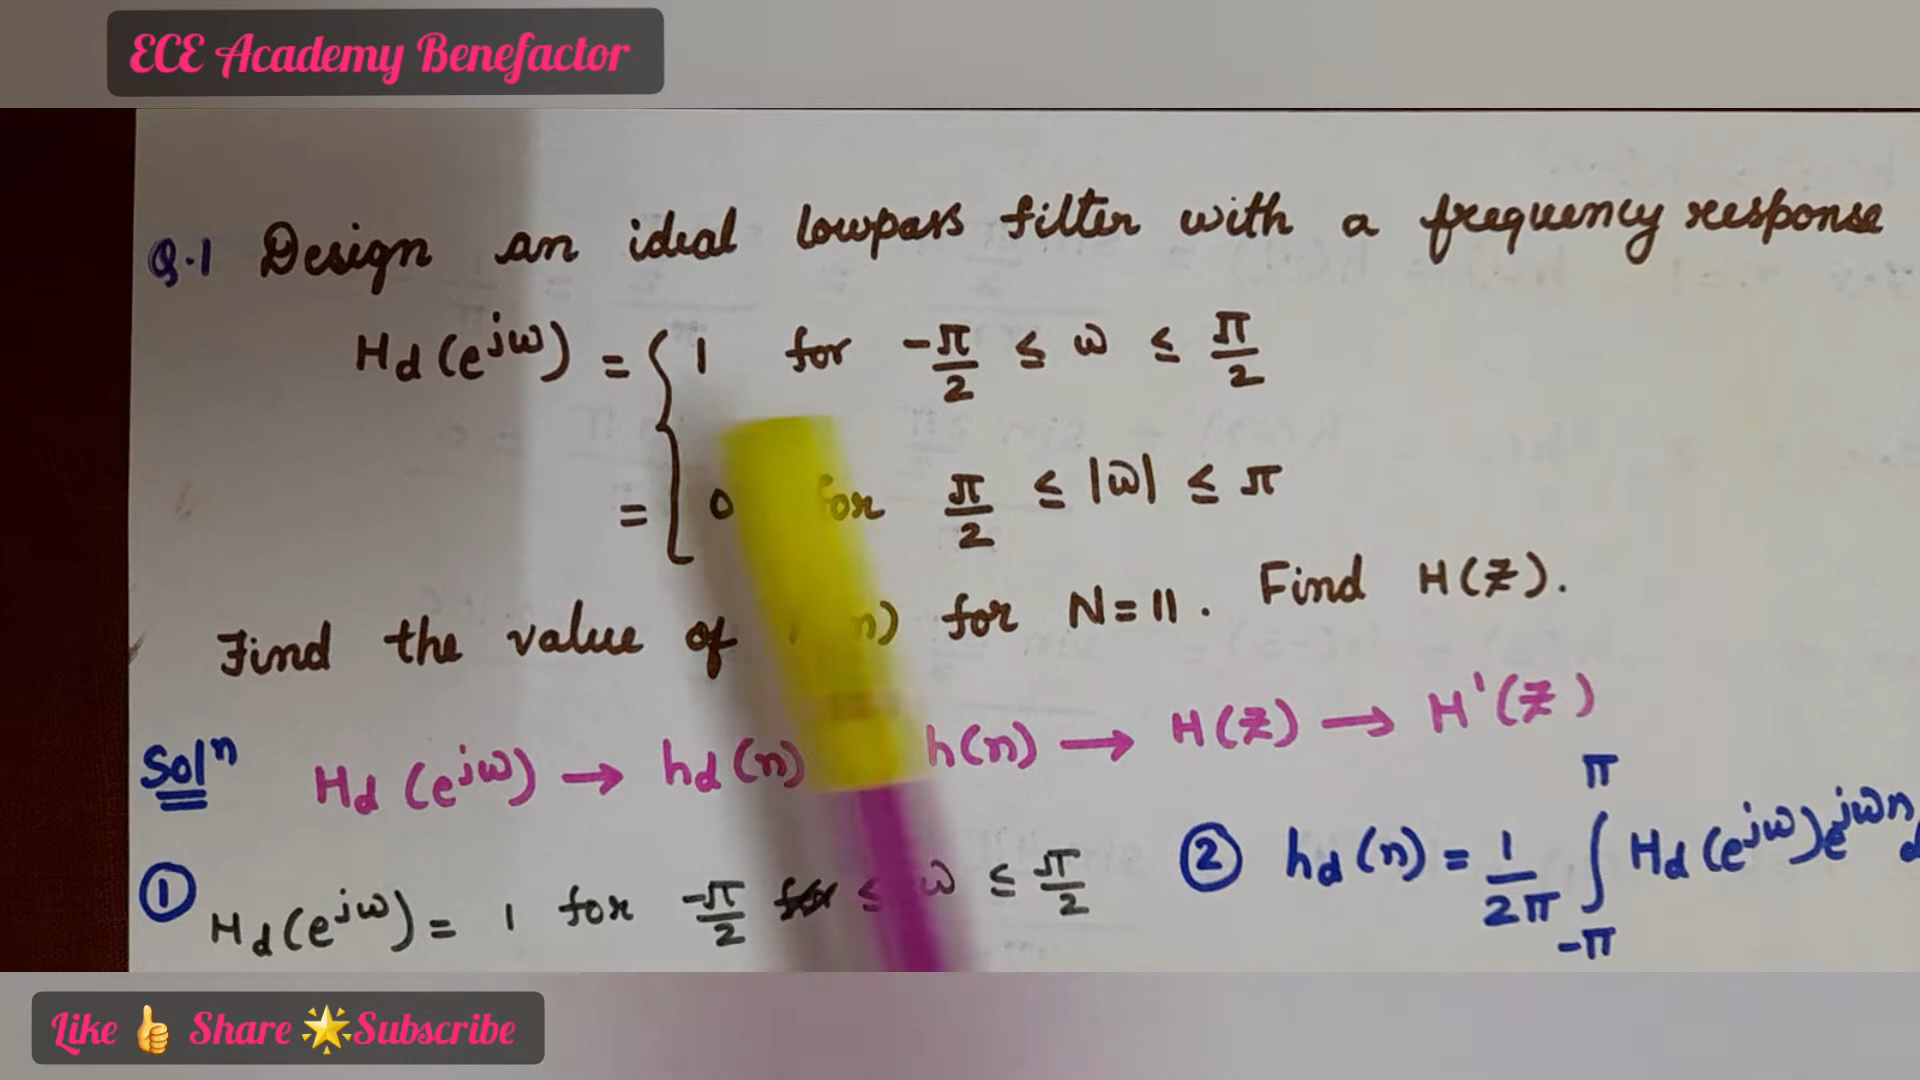 ECE Academy Benefactor
Q.1 Design an ideal lowpass filter with a frequency response
Hd(e^jω) = { 1 for -π/2 ≤ ω ≤ π/2
= 0 for π/2 ≤ |ω| ≤ π
Find the value of n) for N=11. Find H(z).
Solⁿ Hd(e^jω) → hd(n) h(n) → H(z) → H'(z)
① Hd(e^jω) = 1 for -π/2 ≤ ω ≤ π/2
② hd(n) = 1/2π ∫_-π^π Hd(e^jω)e^jωn d
Like 👍 Share 🌟Subscribe